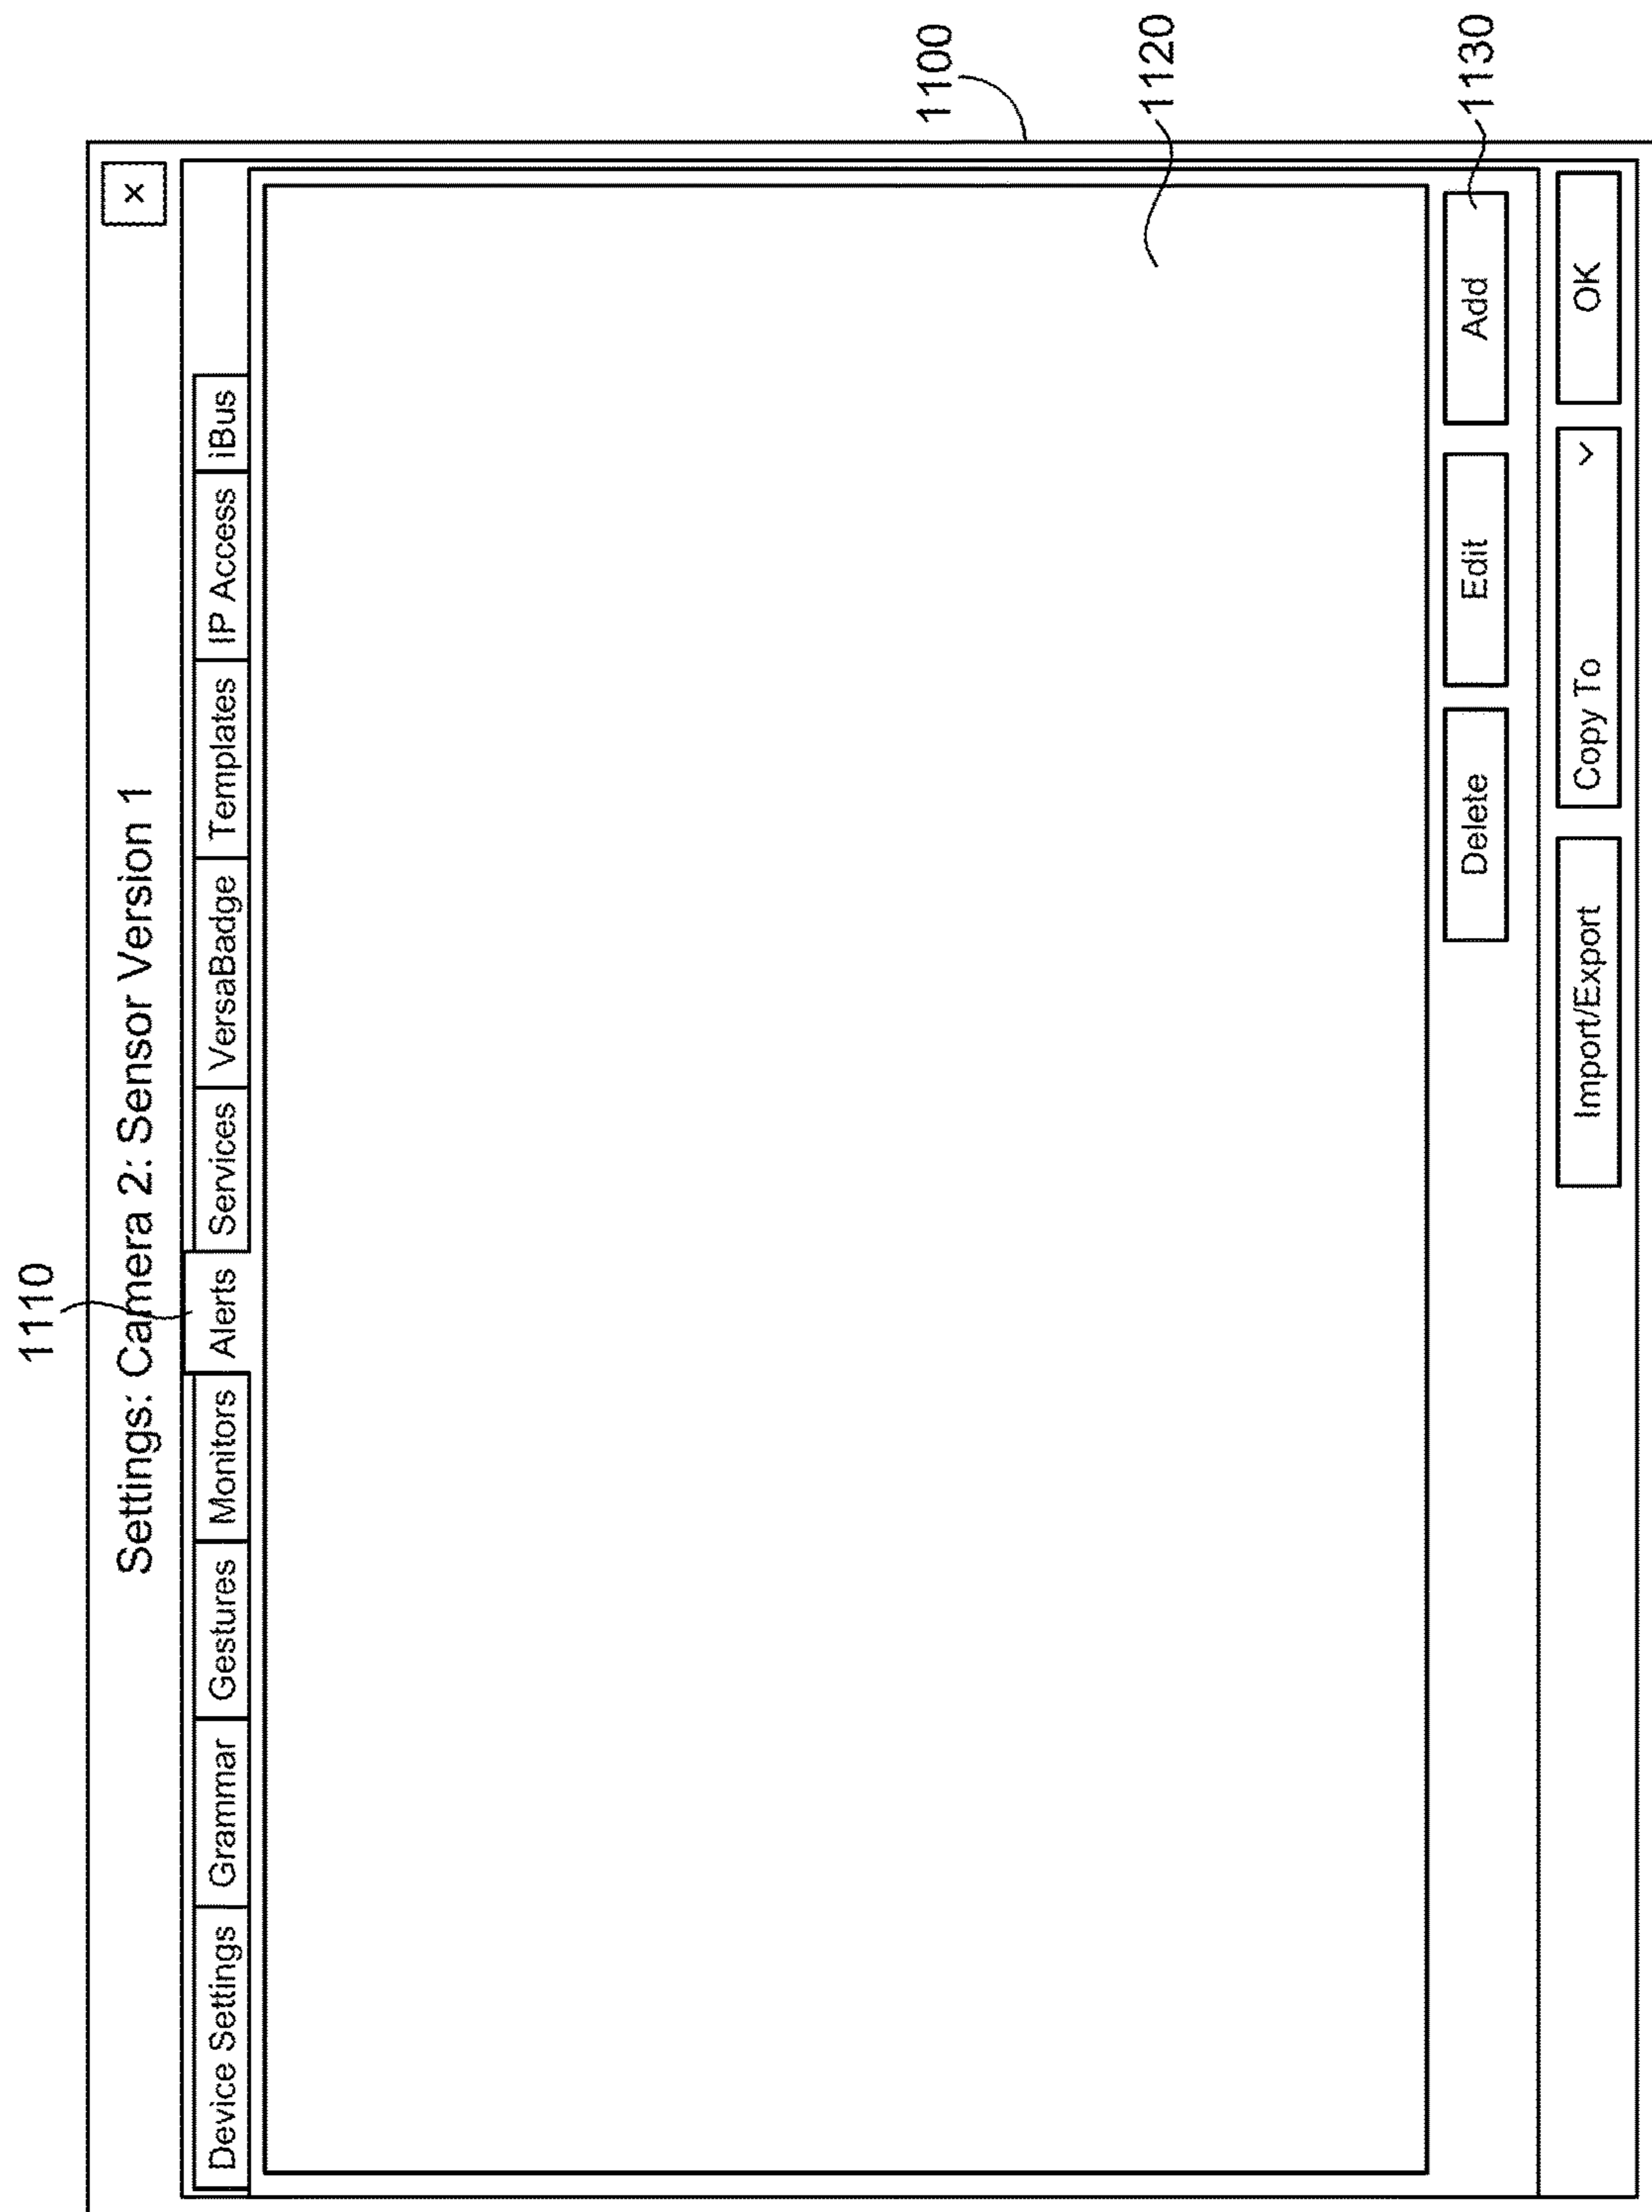 1110
Settings: Camera 2: Sensor Version 1
×
Device Settings Grammar Gestures Monitors Alerts Services VersaBadge Templates IP Access iBus
1100
1120
Delete Edit Add
1130
Import/Export Copy To OK